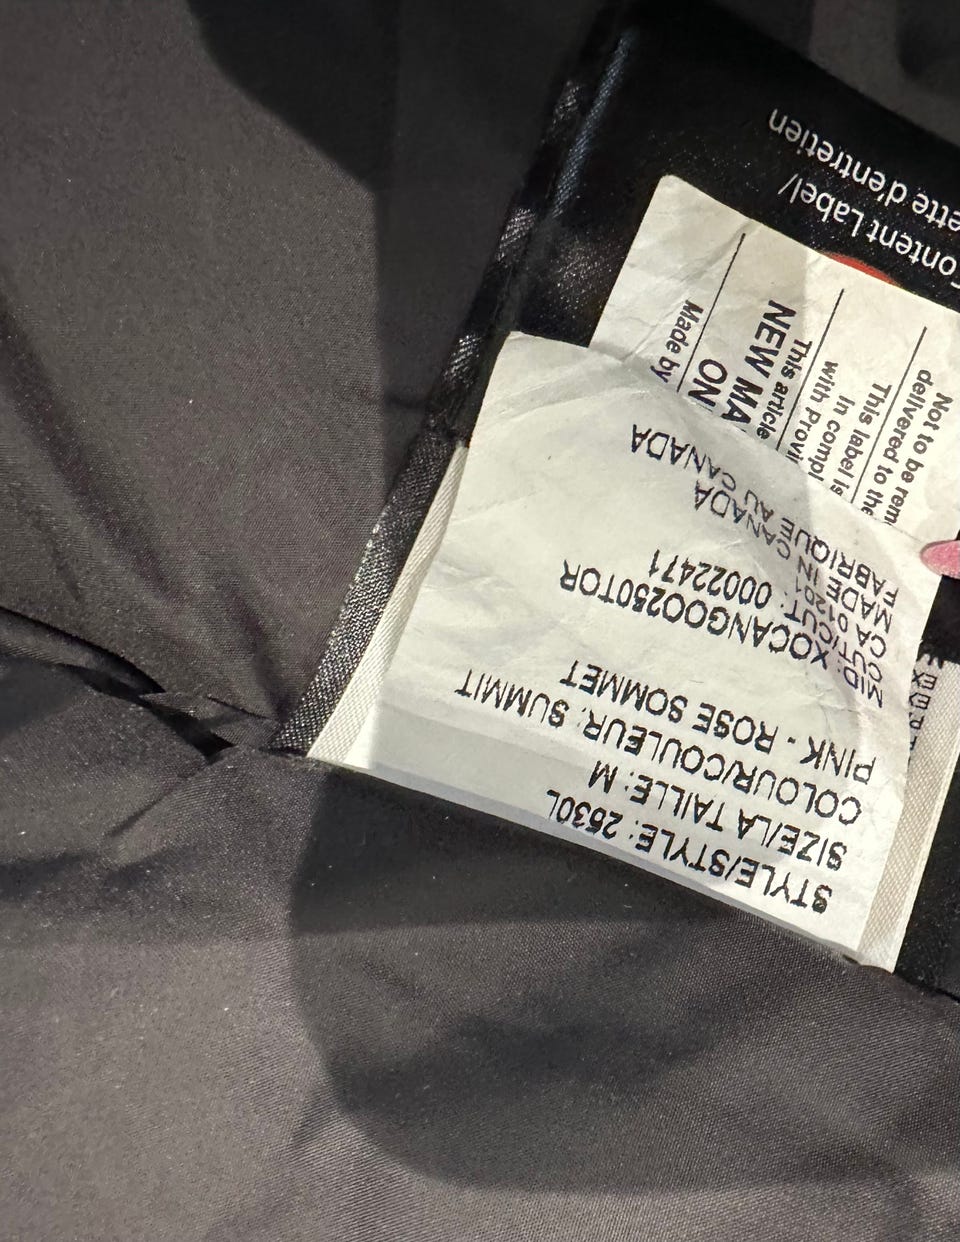 STYLE/STYLE: 2530L
SIZE/LA TAILLE: M
COLOUR/COULEUR: SUMMIT
PINK - ROSE SOMMET
MID: XOCANGOO250TOR
CUT/CUT: 00022471
CA 01201
MADE IN CANADA
FABRIQUE AU CANADA
Content Label/
ette d'entretien
Not to be rem
delivered to the
This label is
In compl
with provi
This article
NEW MA
ON
Made by